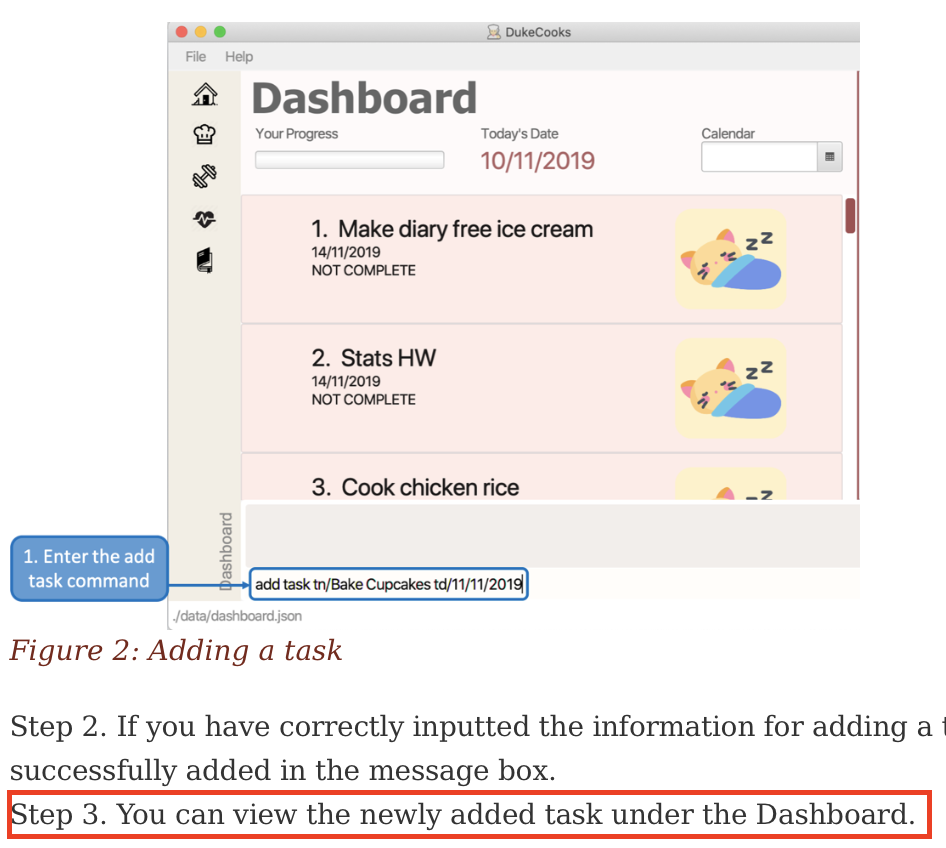 DukeCooks
File Help
Dashboard
Your Progress
Today's Date
Calendar
10/11/2019
1. Make diary free ice cream
14/11/2019
NOT COMPLETE
zz
2. Stats HW
14/11/2019
NOT COMPLETE
zz
3. Cook chicken rice
zz
Dashboard
1. Enter the add
task command
add task tn/Bake Cupcakes td/11/11/2019
./data/dashboard.json
Figure 2: Adding a task
Step 2. If you have correctly inputted the information for adding a
successfully added in the message box.
Step 3. You can view the newly added task under the Dashboard.